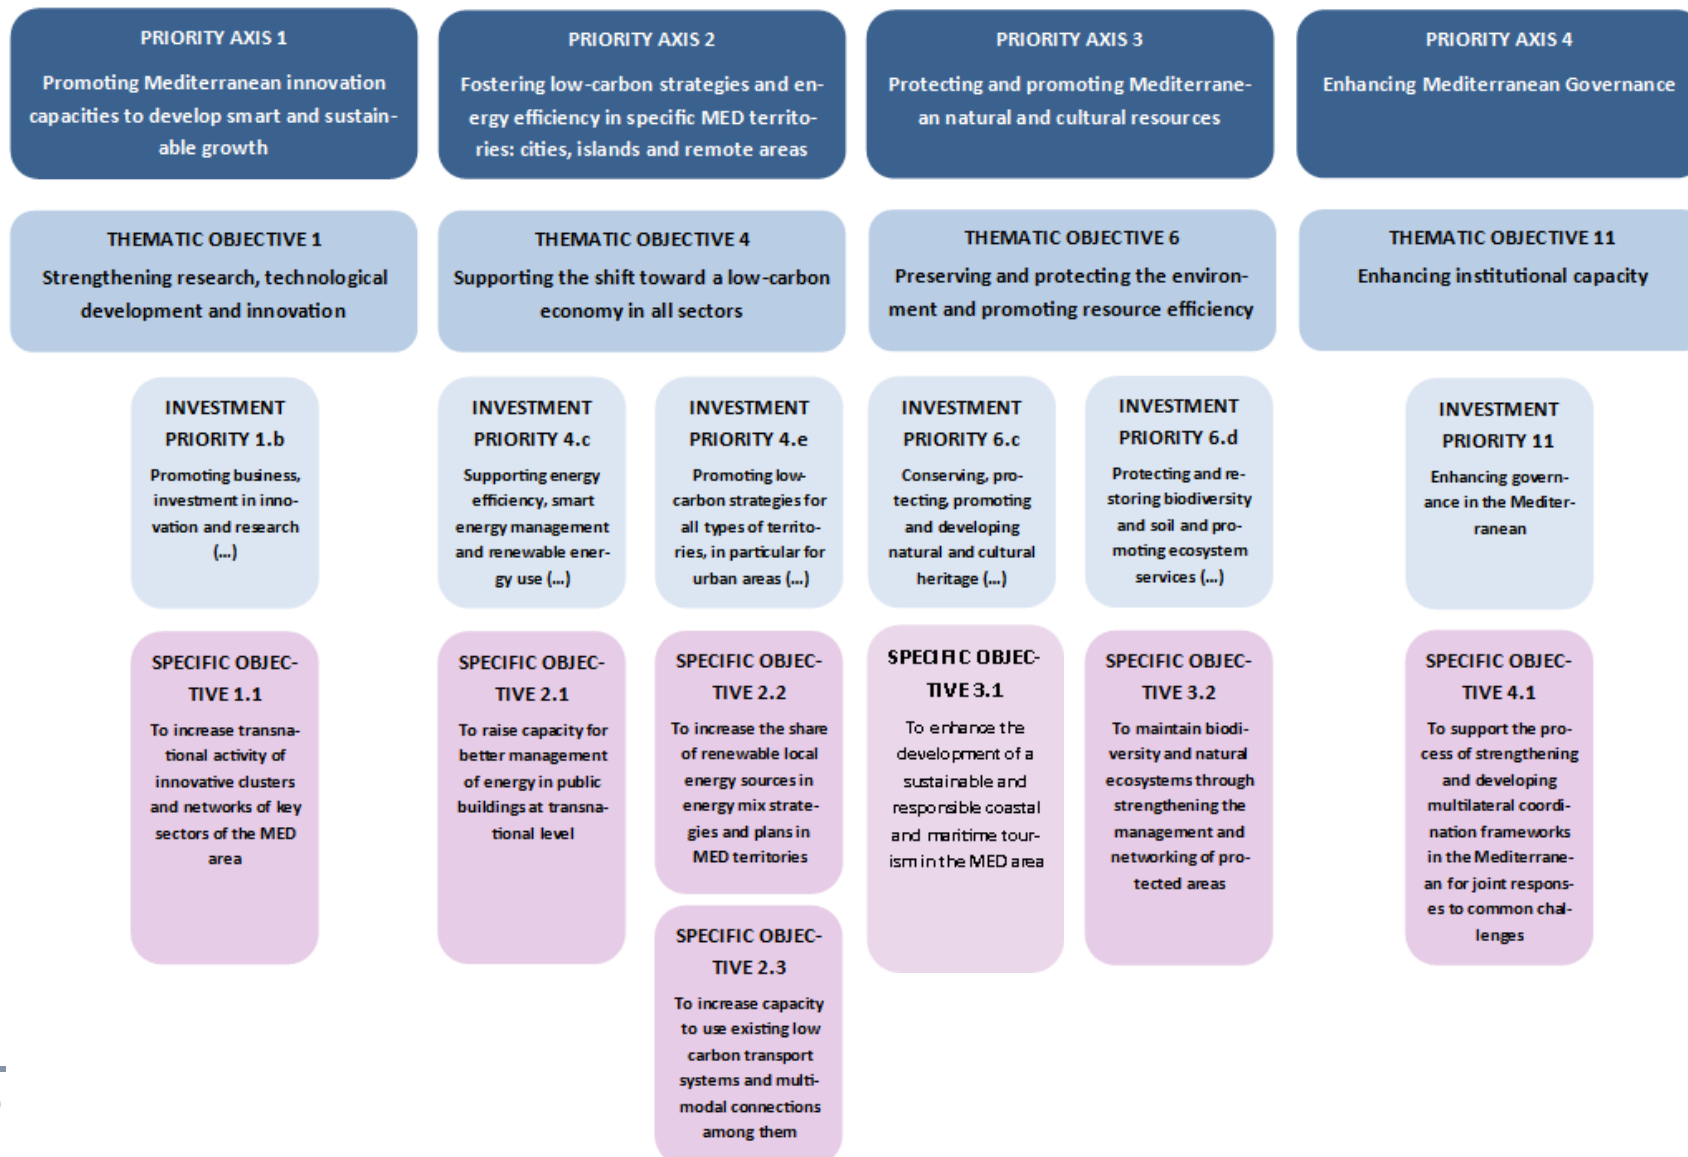 PRIORITY AXIS 1
Promoting Mediterranean innovation
capacities to develop smart and sustain-
able growth
PRIORITY AXIS 2
Fostering low-carbon strategies and en-
ergy efficiency in specific MED territo-
ries: cities, islands and remote areas
PRIORITY AXIS 3
Protecting and promoting Mediterrane-
an natural and cultural resources
PRIORITY AXIS 4
Enhancing Mediterranean Governance
THEMATIC OBJECTIVE 1
Strengthening research, technological
development and innovation
THEMATIC OBJECTIVE 4
Supporting the shift toward a low-carbon
economy in all sectors
THEMATIC OBJECTIVE 6
Preserving and protecting the environ-
ment and promoting resource efficiency
THEMATIC OBJECTIVE 11
Enhancing institutional capacity
INVESTMENT
PRIORITY 1.b
Promoting business,
investment in inno-
vation and research
(...)
INVESTMENT
PRIORITY 4.c
Supporting energy
efficiency, smart
energy management
and renewable ener-
gy use (...)
INVESTMENT
PRIORITY 4.e
Promoting low-
carbon strategies for
all types of territo-
ries, in particular for
urban areas (...)
INVESTMENT
PRIORITY 6.c
Conserving, pro-
tecting, promoting
and developing
natural and cultural
heritage (...)
INVESTMENT
PRIORITY 6.d
Protecting and re-
storing biodiversity
and soil and pro-
moting ecosystem
services (...)
INVESTMENT
PRIORITY 11
Enhancing govern-
ance in the Mediter-
ranean
SPECIFIC OBJEC-
TIVE 1.1
To increase transna-
tional activity of
innovative clusters
and networks of key
sectors of the MED
area
SPECIFIC OBJEC-
TIVE 2.1
To raise capacity for
better management
of energy in public
buildings at transna-
tional level
SPECIFIC OBJEC-
TIVE 2.2
To increase the share
of renewable local
energy sources in
energy mix strate-
gies and plans in
MED territories
SPECIFIC OBJEC-
TIVE 2.3
To increase capacity
to use existing low
carbon transport
systems and multi-
modal connections
among them
SPECIFIC OBJEC-
TIVE 3.1
To enhance the
development of a
sustainable and
responsible coastal
and maritime tour-
ism in the MED area
SPECIFIC OBJEC-
TIVE 3.2
To maintain biodi-
versity and natural
ecosystems through
strengthening the
management and
networking of pro-
tected areas
SPECIFIC OBJEC-
TIVE 4.1
To support the pro-
cess of strengthening
and developing
multilateral coordi-
nation frameworks
in the Mediterrane-
an for joint respons-
es to common chal-
lenges